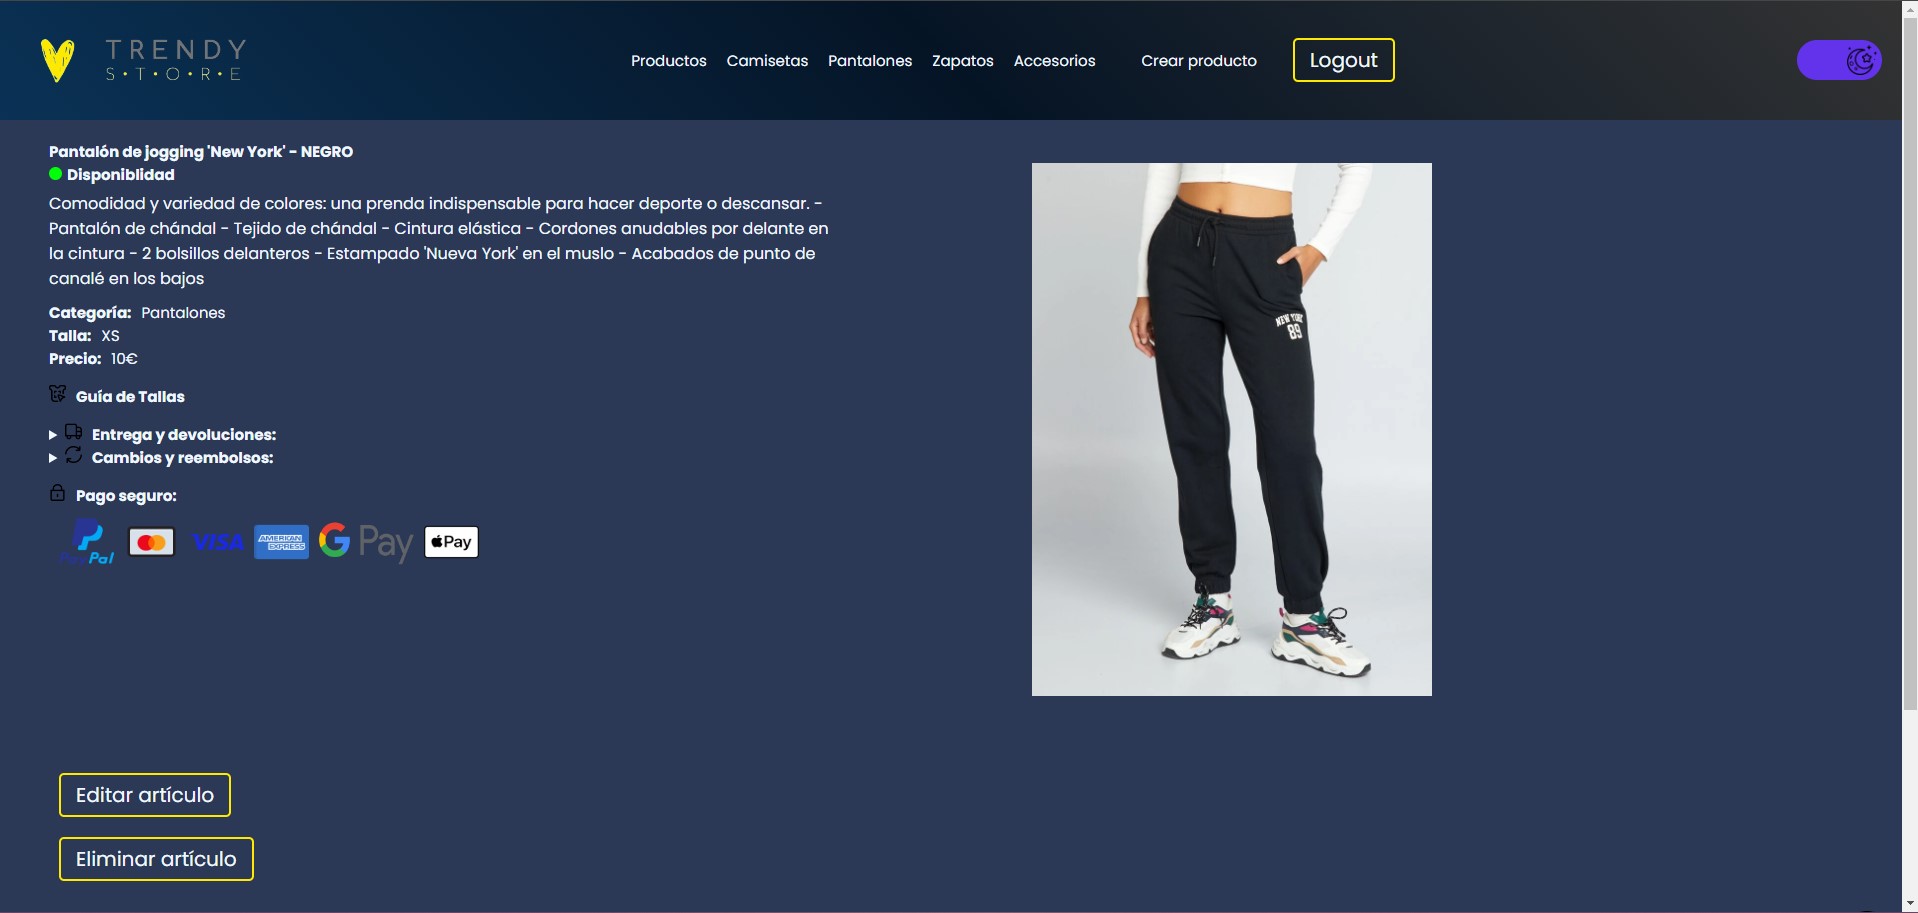 TRENDY
S·T·O·R·E
Productos Camisetas Pantalones Zapatos Accesorios Crear producto Logout
Pantalón de jogging 'New York' - NEGRO
Disponiblidad
Comodidad y variedad de colores: una prenda indispensable para hacer deporte o descansar. -
Pantalón de chándal - Tejido de chándal - Cintura elástica - Cordones anudables por delante en
la cintura - 2 bolsillos delanteros - Estampado 'Nueva York' en el muslo - Acabados de punto de
canalé en los bajos
Categoría: Pantalones
Talla: XS
Precio: 10€
Guía de Tallas
Entrega y devoluciones:
Cambios y reembolsos:
Pago seguro:
PayPal VISA AMERICAN EXPRESS G Pay Pay
NEW YORK
89
Editar artículo
Eliminar artículo